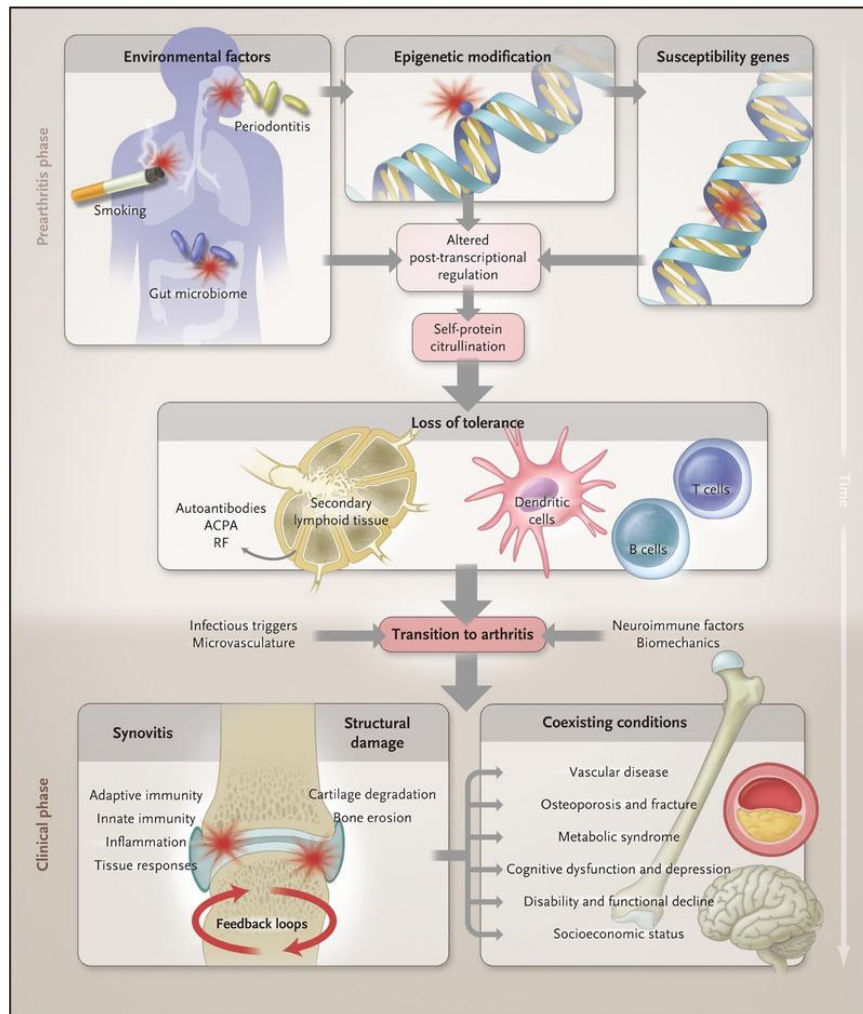 Environmental factors
Periodontitis
Smoking
Gut microbiome
Epigenetic modification
Susceptibility genes
Altered
post-transcriptional
regulation
Self-protein
citrullination
Prearthritis phase
Loss of tolerance
Autoantibodies
ACPA
RF
Secondary
lymphoid tissue
Dendritic
cells
B cells
T cells
Time
Infectious triggers
Microvasculature
Transition to arthritis
Neuroimmune factors
Biomechanics
Clinical phase
Synovitis
Adaptive immunity
Innate immunity
Inflammation
Tissue responses
Structural
damage
Cartilage degradation
Bone erosion
Feedback loops
Coexisting conditions
Vascular disease
Osteoporosis and fracture
Metabolic syndrome
Cognitive dysfunction and depression
Disability and functional decline
Socioeconomic status